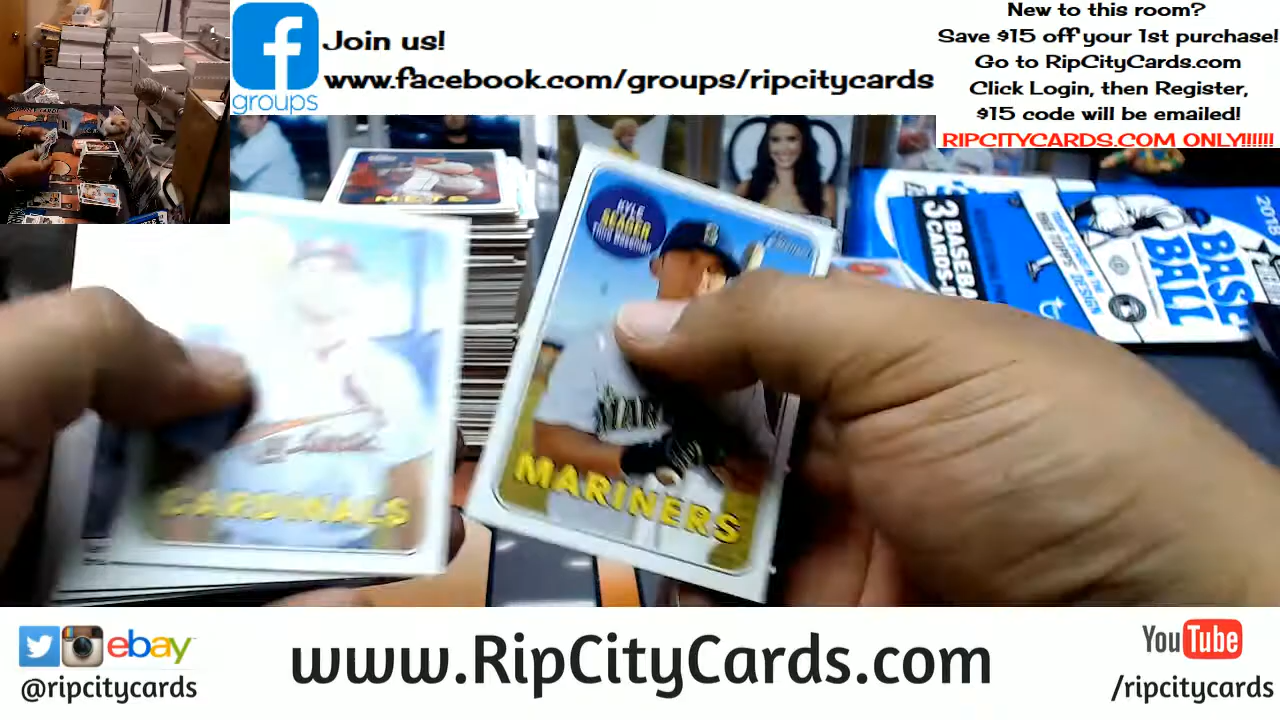 Join us!
www.facebook.com/groups/ripcitycards
groups
New to this room?
Save $15 off your 1st purchase!
Go to RipCityCards.com
Click Login, then Register,
$15 code will be emailed!
RIPCITYCARDS.COM ONLY!!!!!!
METS
KYLE
SEAGER
THIRD BASEMAN
MARINERS
CARDINALS
3 BASEBALL
CARDS
BASE
BALL
2018
ebay
@ripcitycards
www.RipCityCards.com
YouTube
/ripcitycards